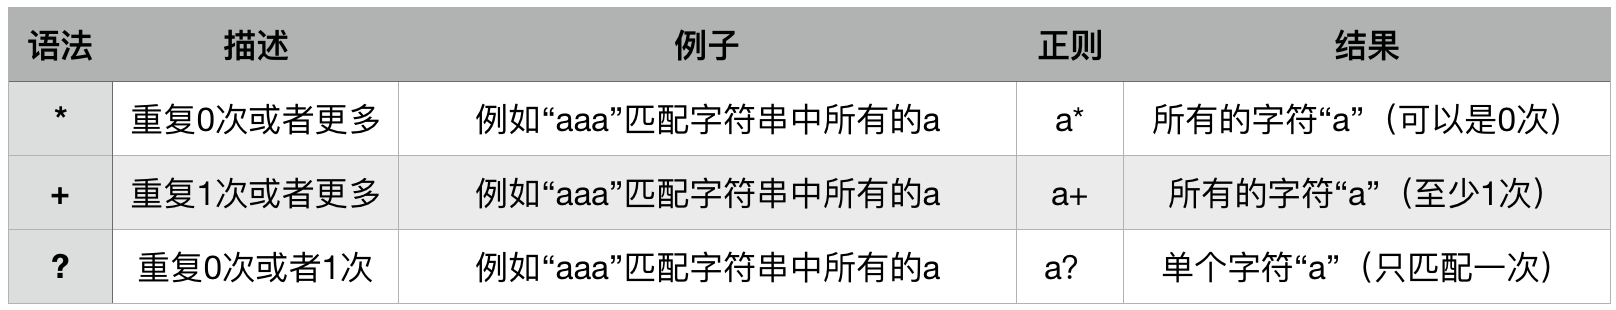 语法 描述 例子 正则 结果
* 重复0次或者更多 例如“aaa”匹配字符串中所有的a a* 所有的字符“a”（可以是0次）
+ 重复1次或者更多 例如“aaa”匹配字符串中所有的a a+ 所有的字符“a”（至少1次）
? 重复0次或者1次 例如“aaa”匹配字符串中所有的a a? 单个字符“a”（只匹配一次）